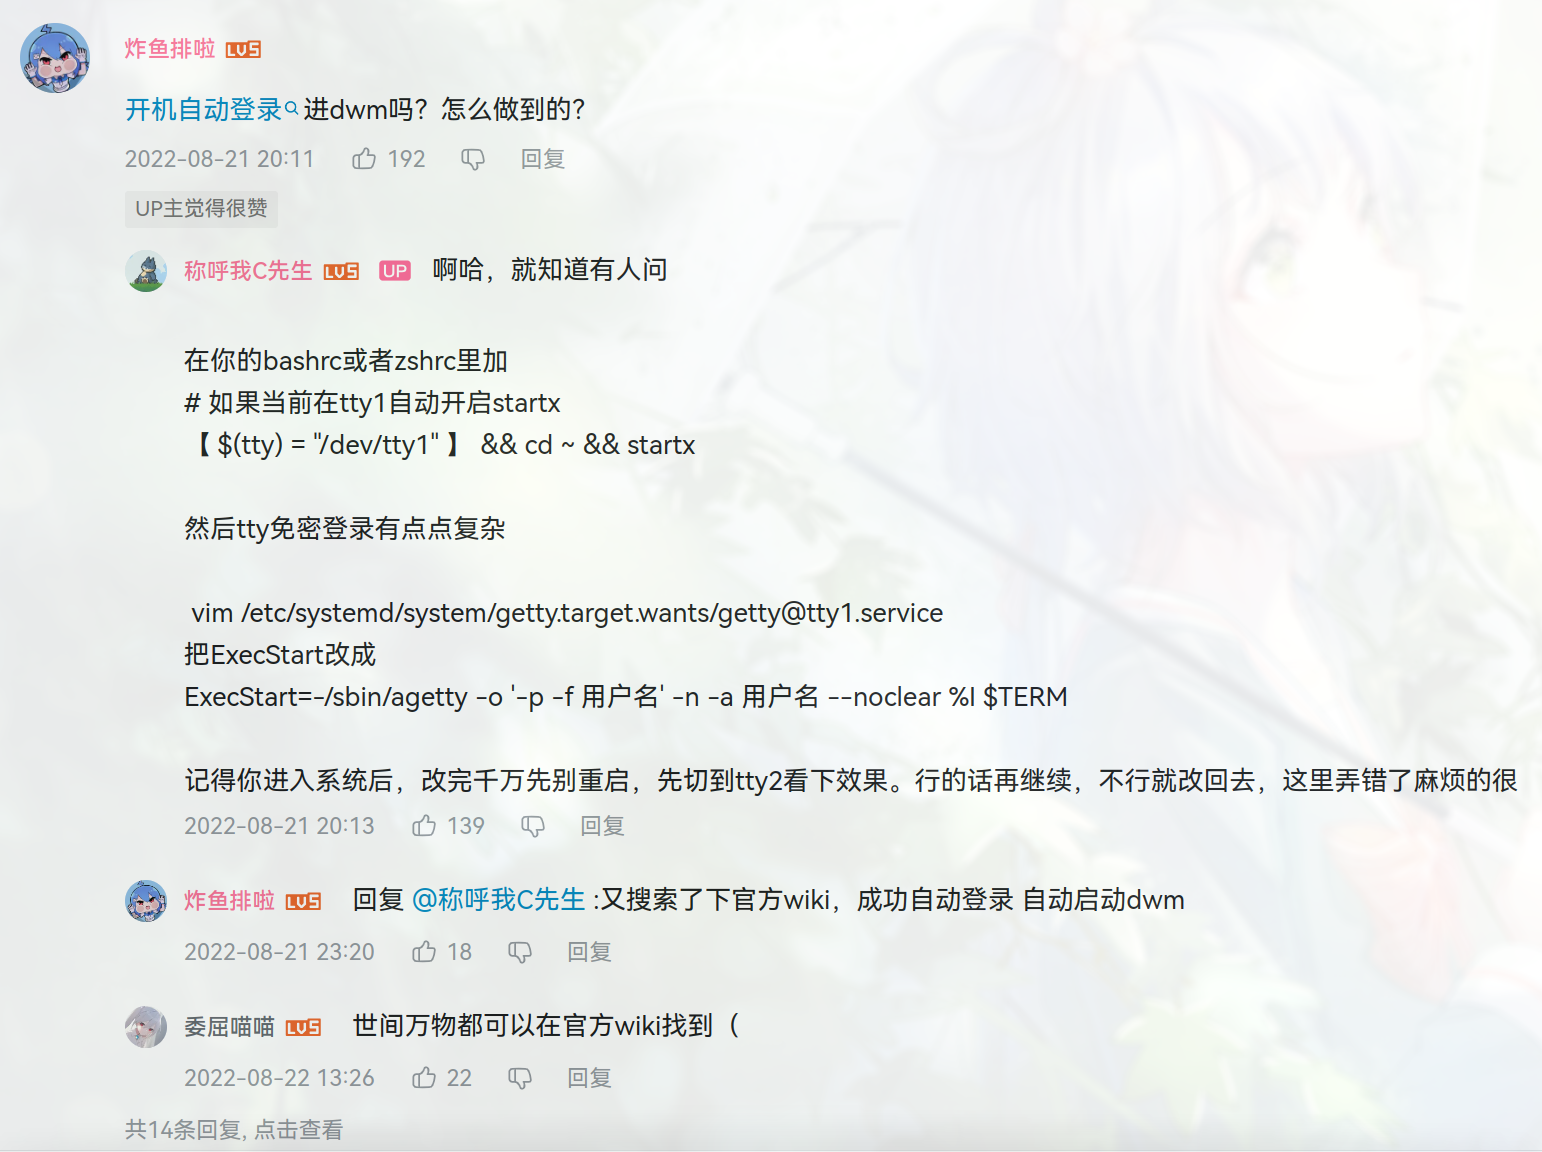 炸鱼排啦 LV5
开机自动登录 进dwm吗？怎么做到的？
2022-08-21 20:11 192 回复
UP主觉得很赞
称呼我C先生 LV5 UP 啊哈，就知道有人问
在你的bashrc或者zshrc里加
# 如果当前在tty1自动开启startx
【 $(tty) = "/dev/tty1" 】 && cd ~ && startx
然后tty免密登录有点点复杂
vim /etc/systemd/system/getty.target.wants/getty@tty1.service
把ExecStart改成
ExecStart=-/sbin/agetty -o '-p -f 用户名' -n -a 用户名 --noclear %I $TERM
记得你进入系统后，改完千万先别重启，先切到tty2看下效果。行的话再继续，不行就改回去，这里弄错了麻烦的很
2022-08-21 20:13 139 回复
炸鱼排啦 LV5 回复 @称呼我C先生 :又搜索了下官方wiki，成功自动登录 自动启动dwm
2022-08-21 23:20 18 回复
委屈喵喵 LV5 世间万物都可以在官方wiki找到（
2022-08-22 13:26 22 回复
共14条回复, 点击查看